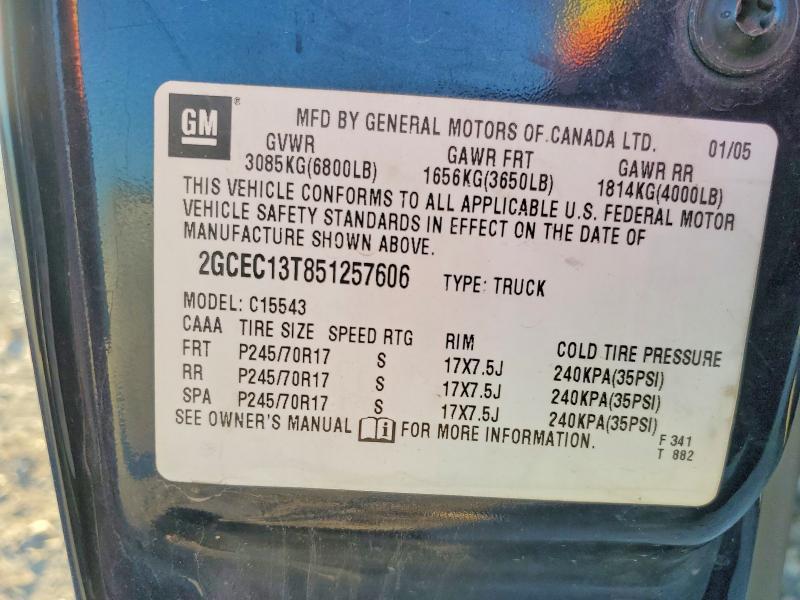 GM®
MFD BY GENERAL MOTORS OF CANADA LTD. 01/05
GVWR GAWR FRT GAWR RR
3085KG(6800LB) 1656KG(3650LB) 1814KG(4000LB)
THIS VEHICLE CONFORMS TO ALL APPLICABLE U.S. FEDERAL MOTOR
VEHICLE SAFETY STANDARDS IN EFFECT ON THE DATE OF
MANUFACTURE SHOWN ABOVE.
2GCEC13T851257606 TYPE: TRUCK
MODEL: C15543
CAAA TIRE SIZE SPEED RTG RIM COLD TIRE PRESSURE
FRT P245/70R17 S 17X7.5J 240KPA(35PSI)
RR P245/70R17 S 17X7.5J 240KPA(35PSI)
SPA P245/70R17 S 17X7.5J 240KPA(35PSI)
SEE OWNER'S MANUAL i FOR MORE INFORMATION.
F 341
T 882